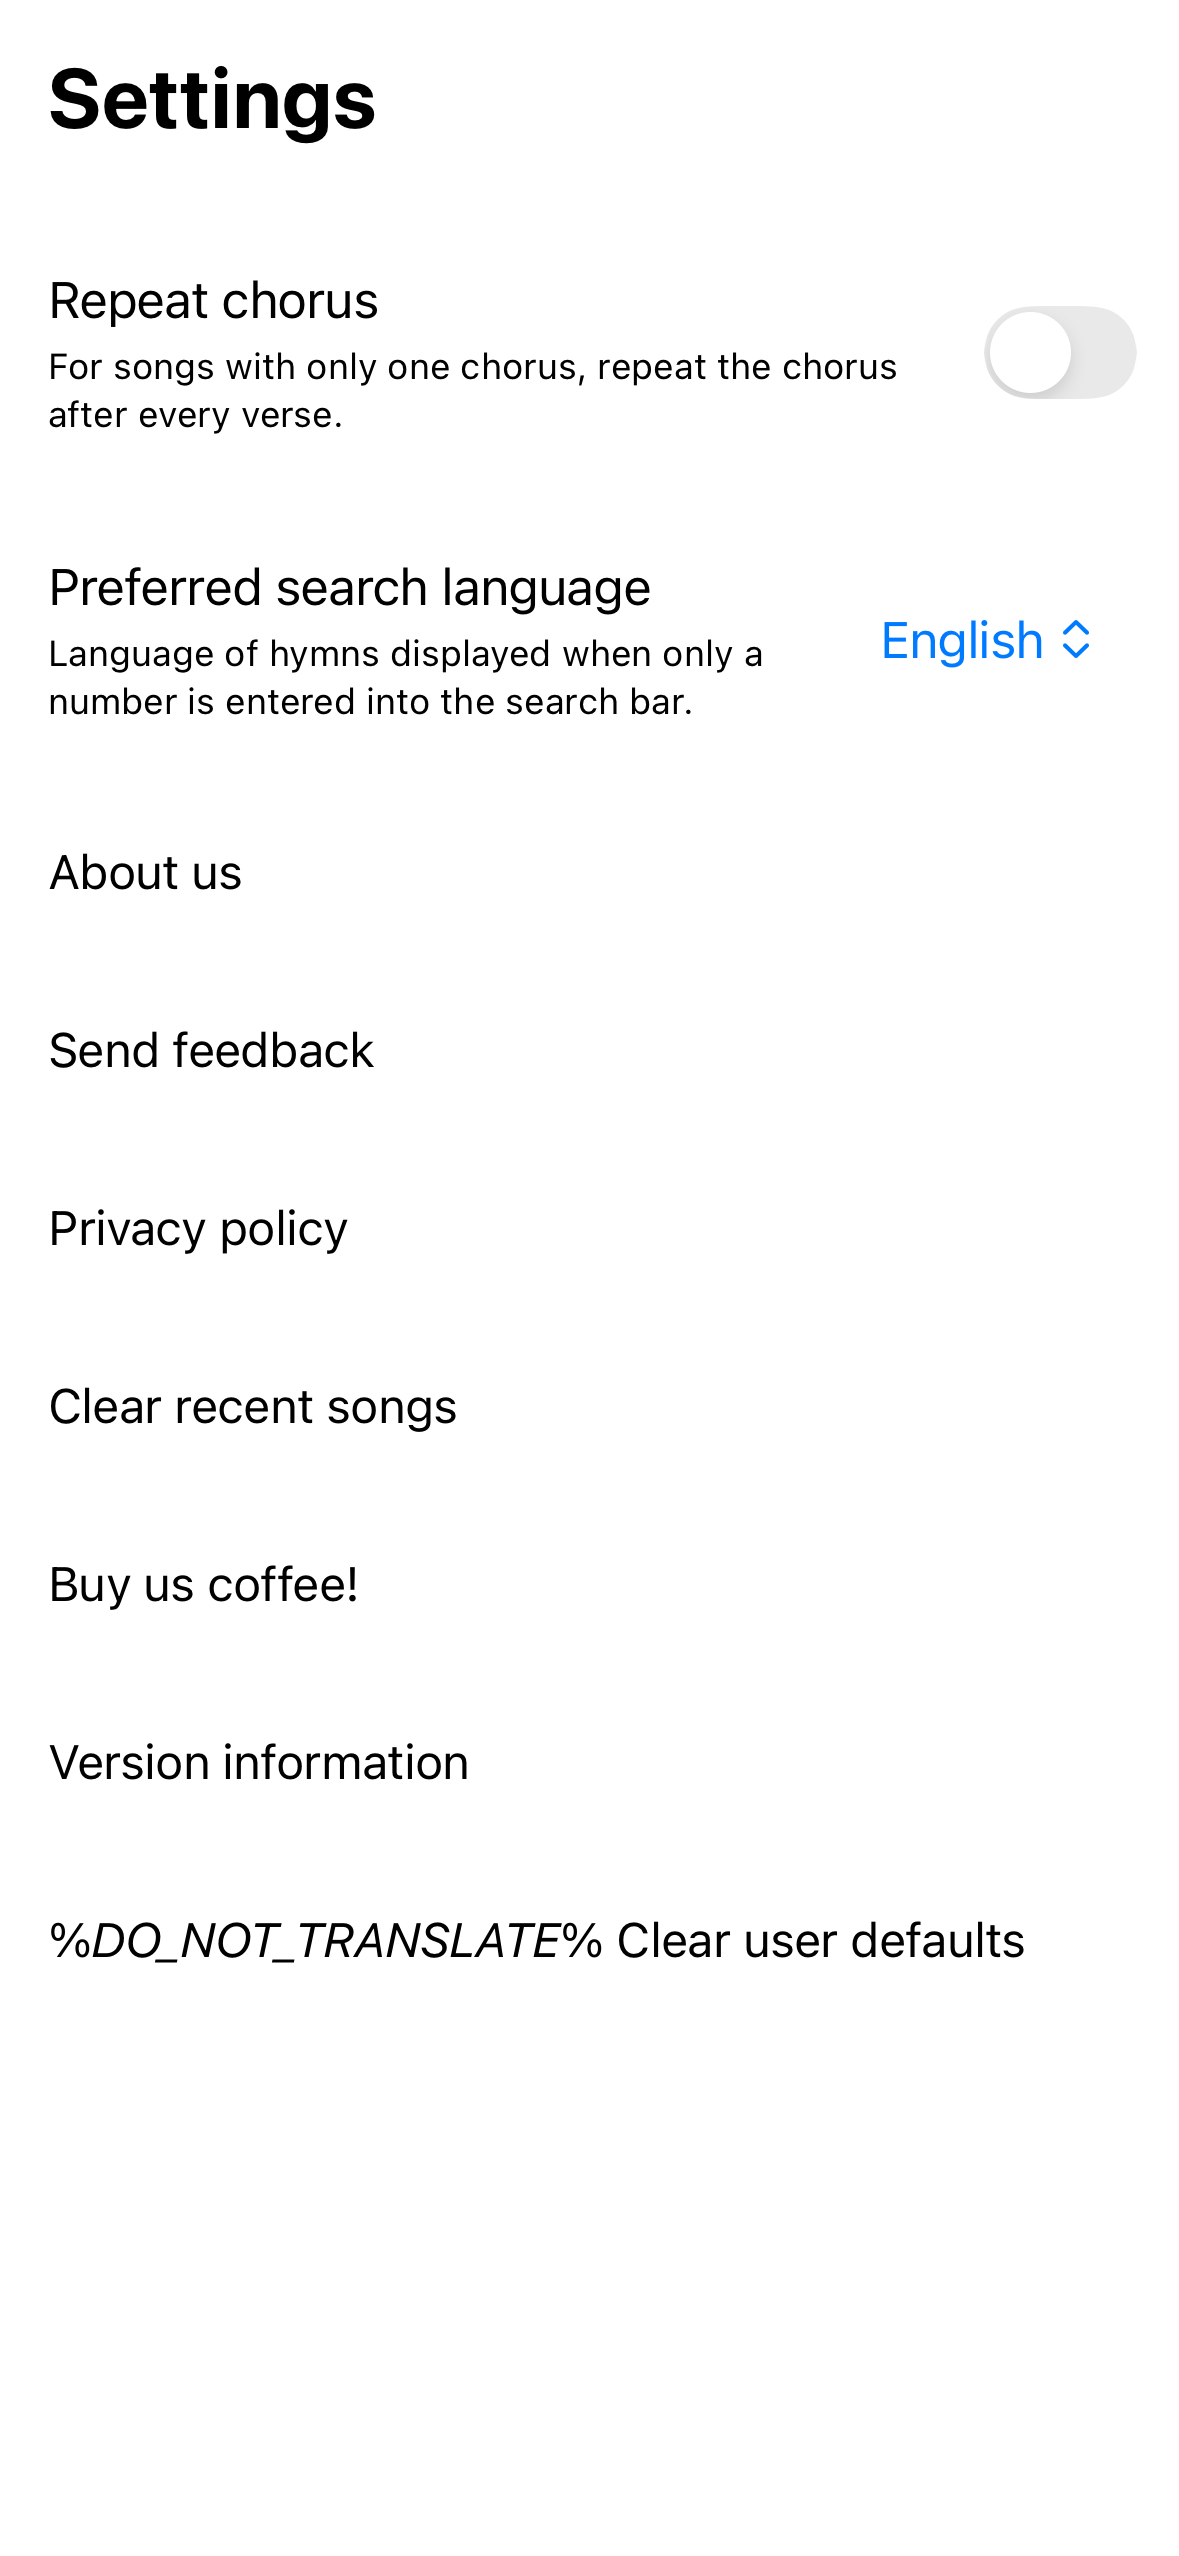 Settings
Repeat chorus
For songs with only one chorus, repeat the chorus
after every verse.
Preferred search language
Language of hymns displayed when only a
number is entered into the search bar.
English
About us
Send feedback
Privacy policy
Clear recent songs
Buy us coffee!
Version information
%DO_NOT_TRANSLATE% Clear user defaults